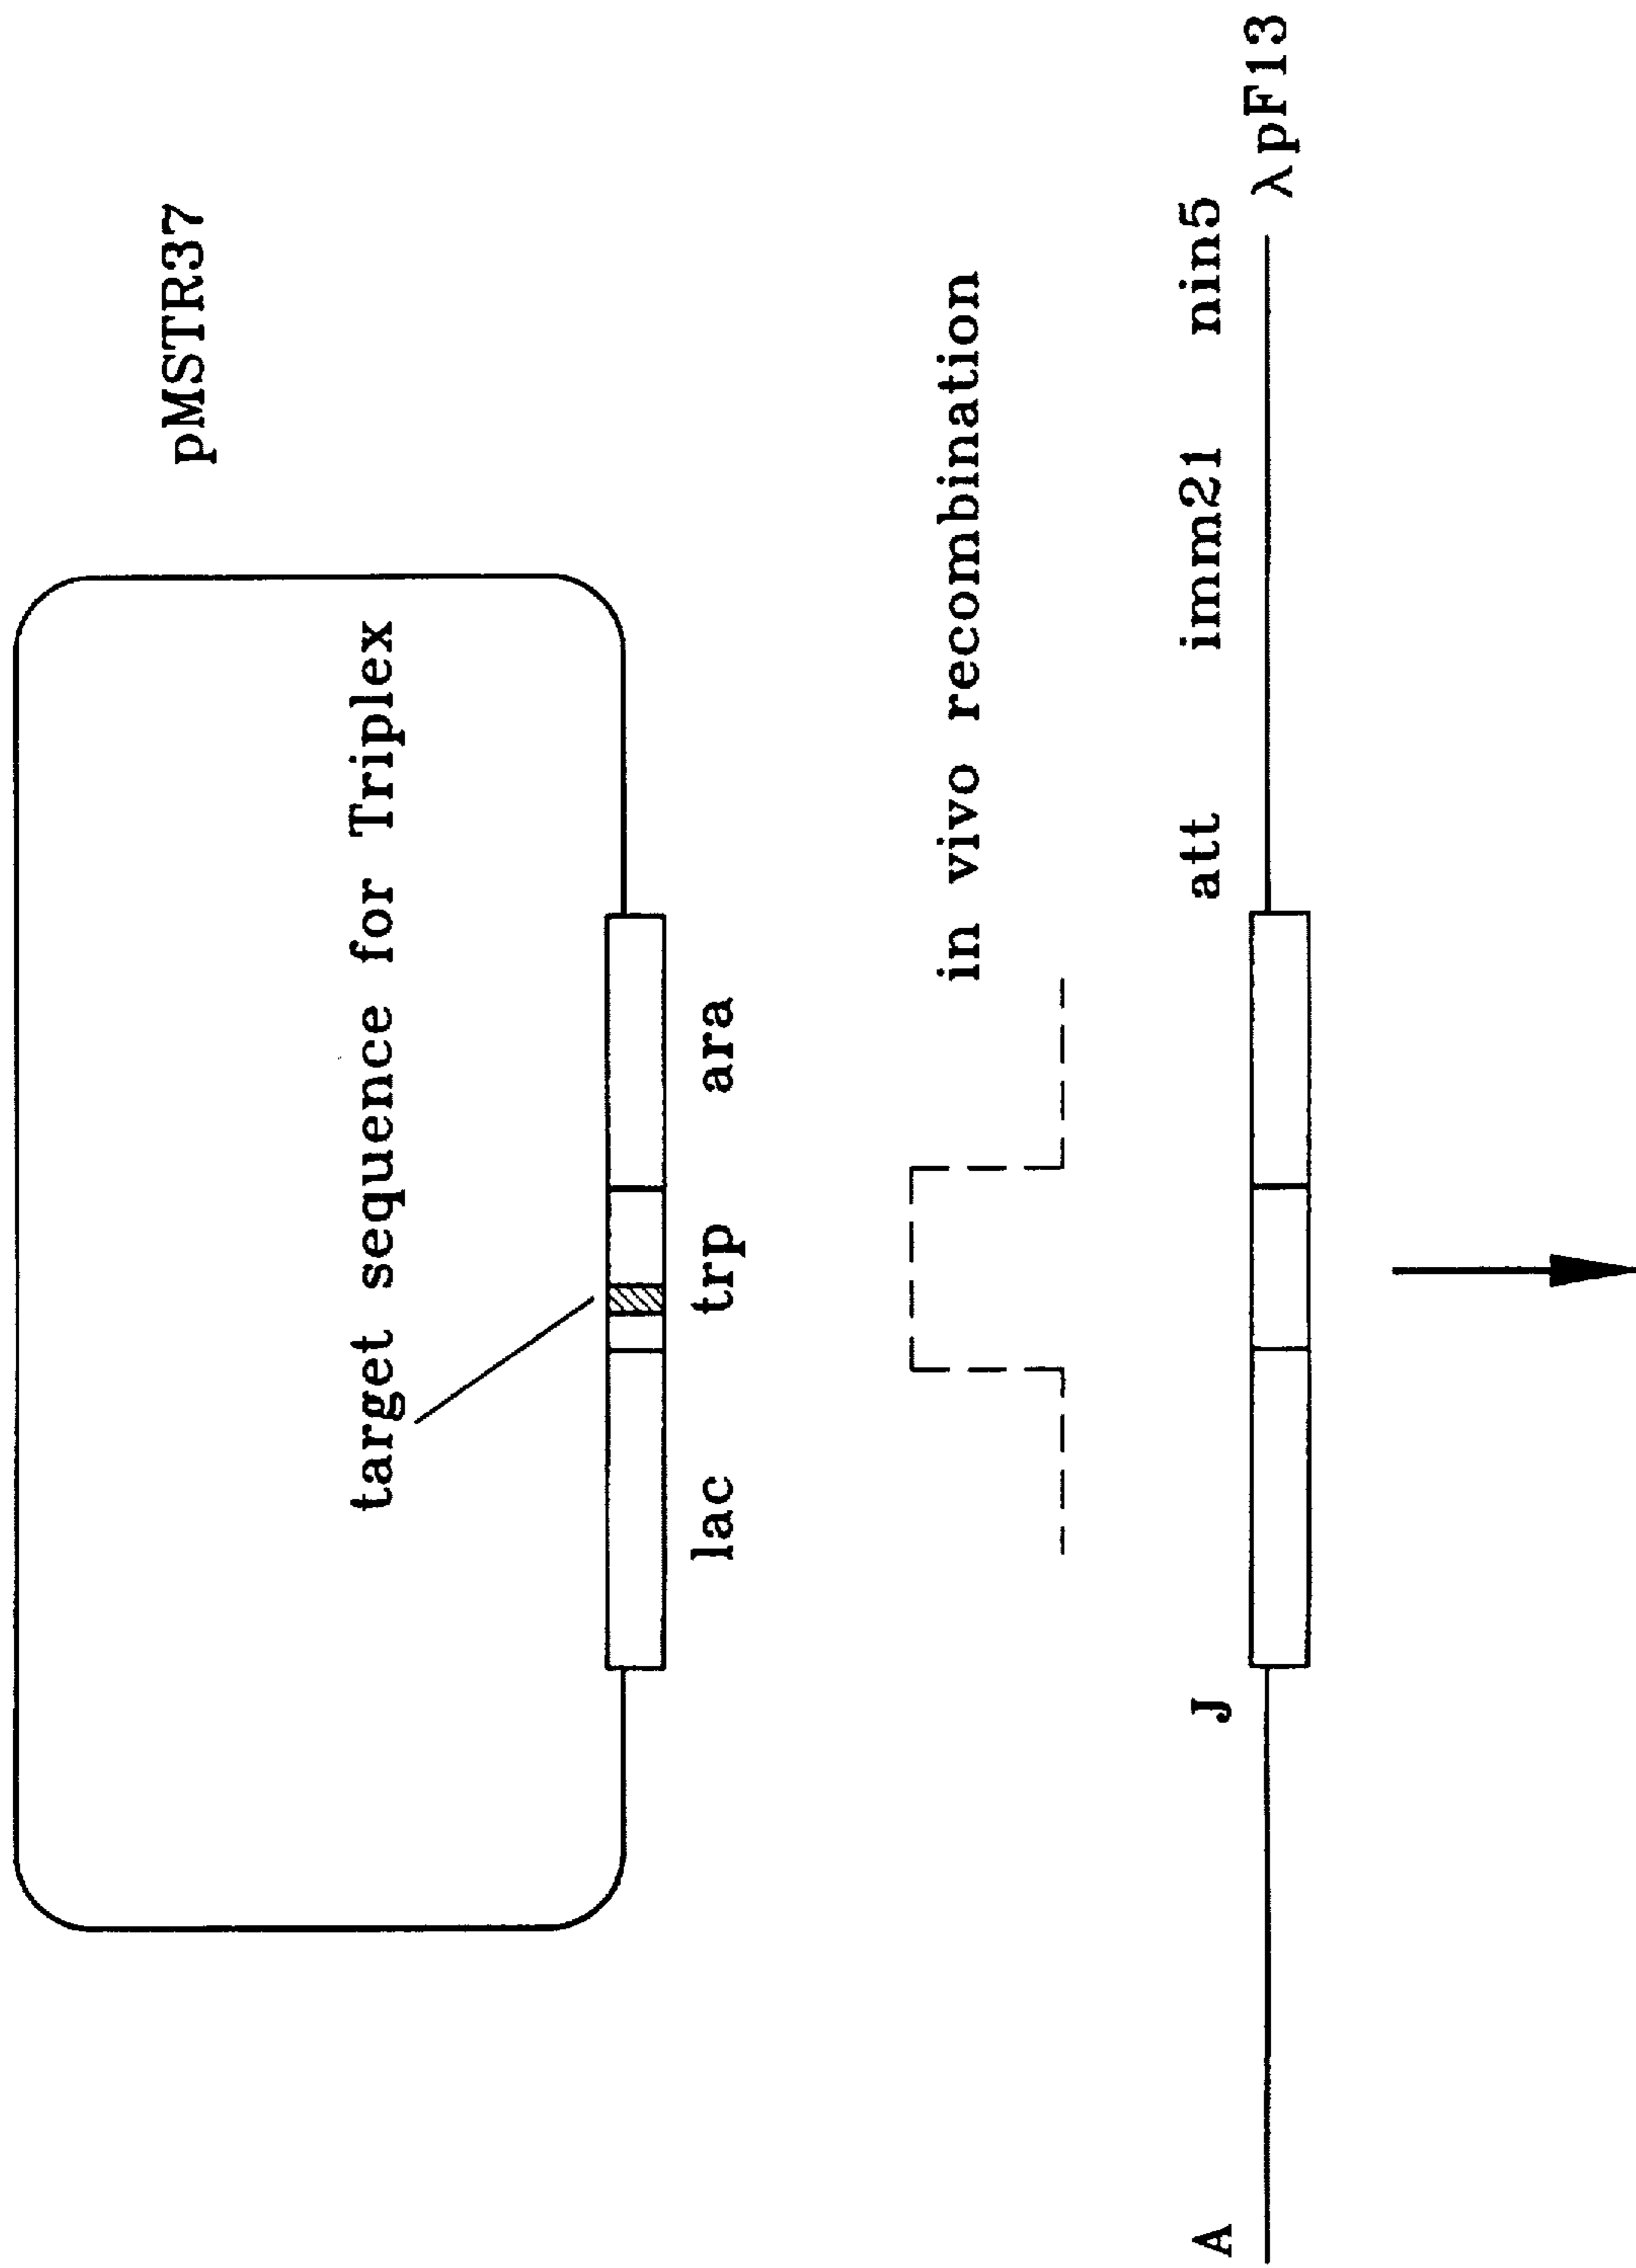 pMSTR37
target sequence for Triplex
lac trp ara
in vivo recombination
A J att imm21 nin5
λpF13